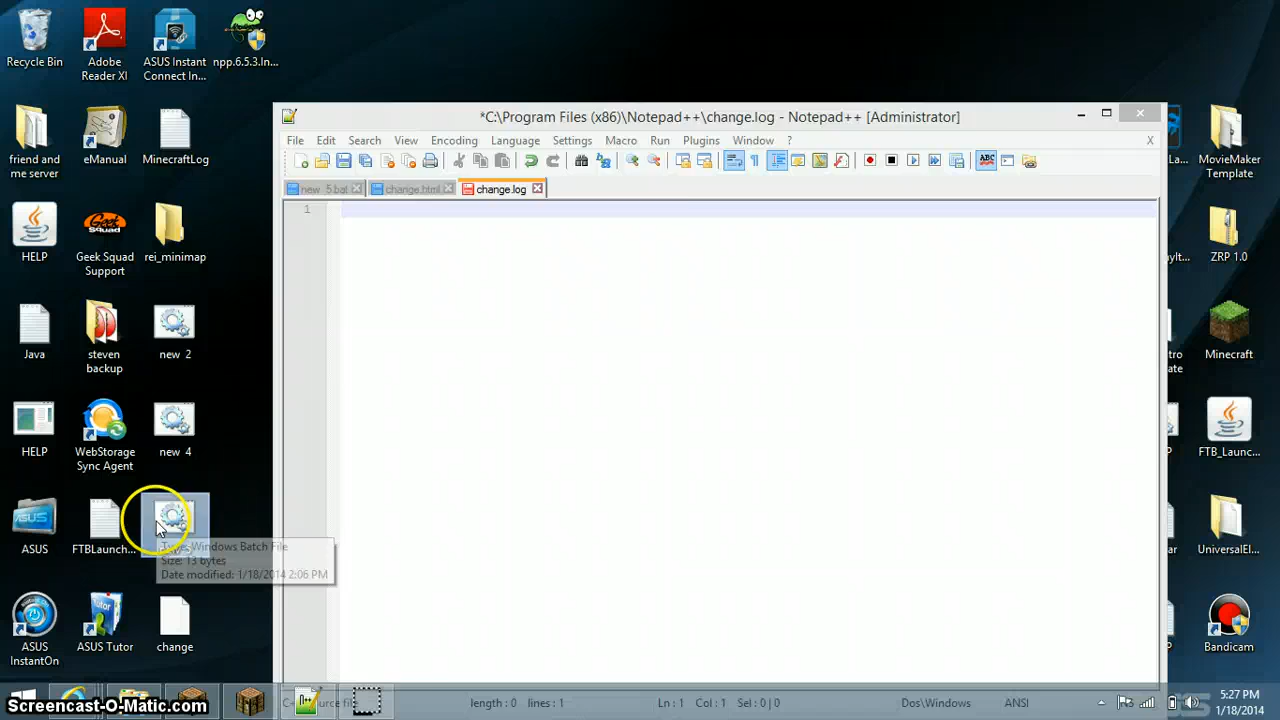 Recycle Bin
Adobe
Reader XI
ASUS Instant
Connect In...
npp.6.5.3.In...
friend and
me server
eManual
MinecraftLog
HELP
Geek Squad
Support
rei_minimap
Java
steven
backup
new 2
HELP
WebStorage
Sync Agent
new 4
ASUS
FTBLaunch...
Type: Windows Batch File
Size: 13 bytes
Date modified: 1/18/2014 2:06 PM
ASUS
InstantOn
ASUS Tutor
change
*C:\Program Files (x86)\Notepad++\change.log - Notepad++ [Administrator]
File Edit Search View Encoding Language Settings Macro Run Plugins Window ? X
new 5.bat change.html change.log
1
length : 0 lines : 1 Ln : 1 Col : 1 Sel : 0 | 0 Dos\Windows ANSI
MovieMaker
Template
ZRP 1.0
Minecraft
FTB_Launc...
UniversalEl...
Bandicam
5:27 PM
1/18/2014
Screencast-O-Matic.com